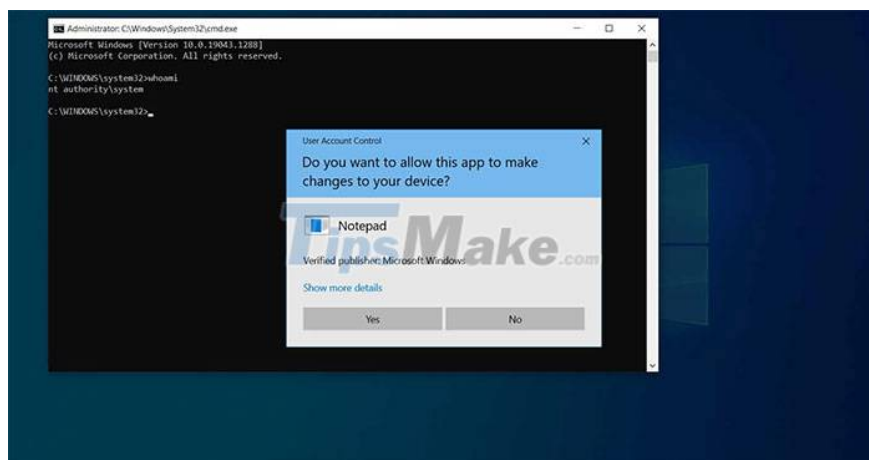 Administrator: C:\Windows\System32\cmd.exe
Microsoft Windows [Version 10.0.19043.1288]
(c) Microsoft Corporation. All rights reserved.
C:\WINDOWS\system32>whoami
nt authority\system
C:\WINDOWS\system32>_
User Account Control
Do you want to allow this app to make
changes to your device?
Notepad
TipsMake.com
Verified publisher: Microsoft Windows
Show more details
Yes
No